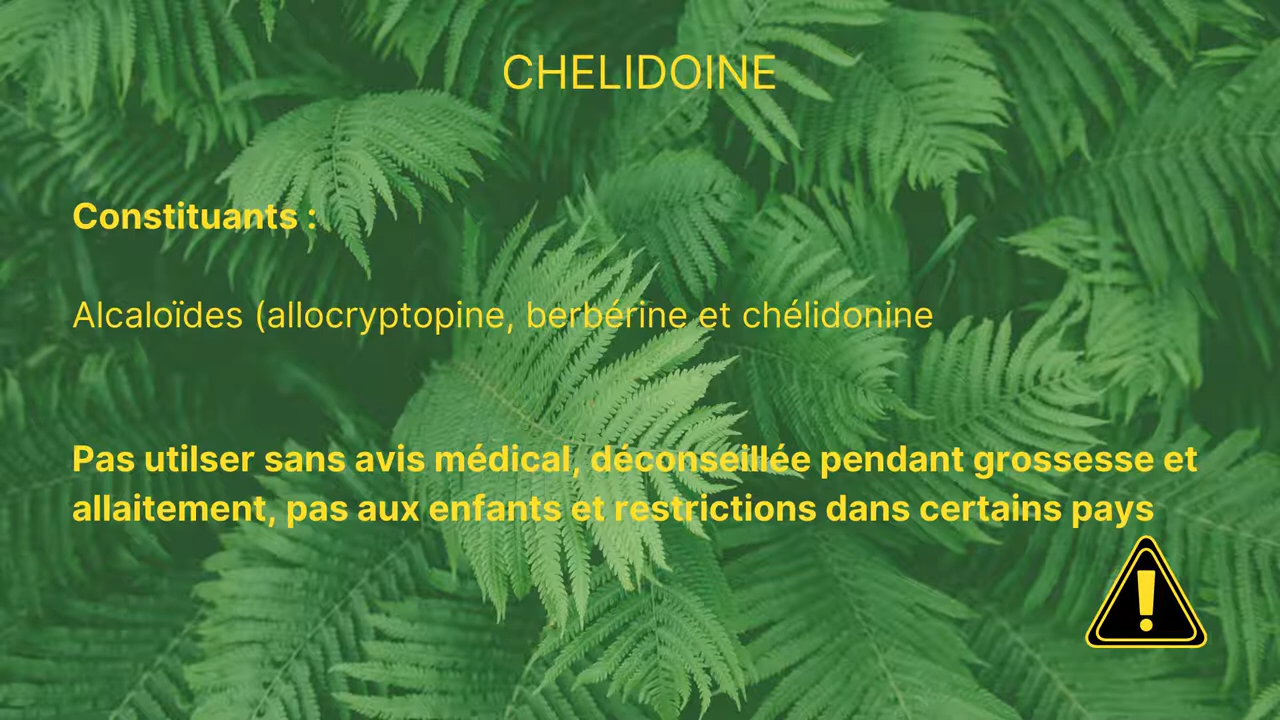 CHELIDOINE
Constituants :
Alcaloïdes (allocryptopine, berbérine et chélidonine
Pas utilser sans avis médical, déconseillée pendant grossesse et
allaitement, pas aux enfants et restrictions dans certains pays